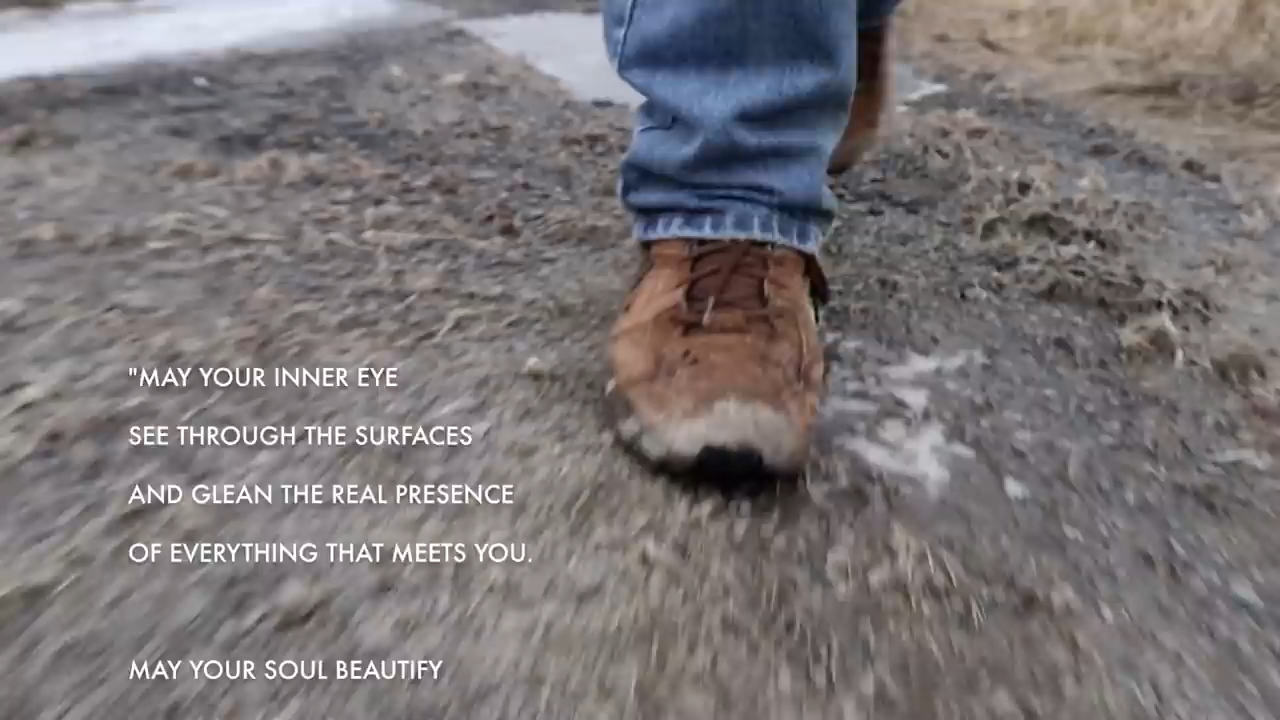 "MAY YOUR INNER EYE
SEE THROUGH THE SURFACES
AND GLEAN THE REAL PRESENCE
OF EVERYTHING THAT MEETS YOU.
MAY YOUR SOUL BEAUTIFY